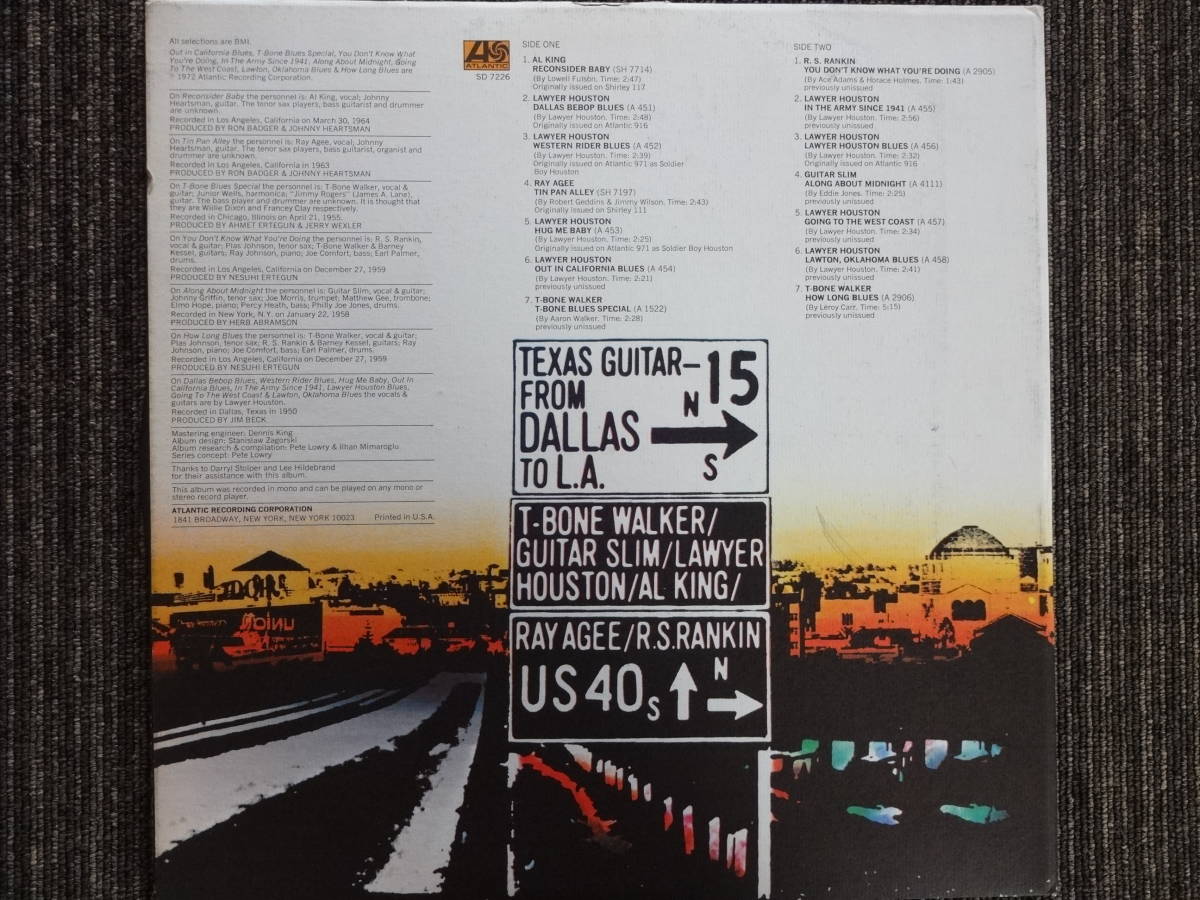 All selections are BMI.
Out in California Blues, T-Bone Blues Special, You Don't Know What
You're Doing, In The Army Since 1941, Along About Midnight, Going
To The West Coast, Lawton, Oklahoma Blues & How Long Blues are
℗ 1972 Atlantic Recording Corporation.
On Reconsider Baby the personnel is: Al King, vocal; Johnny
Heartsman, guitar. The tenor sax players, bass guitarist and drummer
are unknown.
Recorded in Los Angeles, California on March 30, 1964
PRODUCED BY RON BADGER & JOHNNY HEARTSMAN
On Tin Pan Alley the personnel is: Ray Agee, vocal; Johnny
Heartsman, guitar. The tenor sax players, bass guitarist, organist and
drummer are unknown.
Recorded in Los Angeles, California in 1963
PRODUCED BY RON BADGER & JOHNNY HEARTSMAN
On T-Bone Blues Special the personnel is: T-Bone Walker, vocal &
guitar; Junior Wells, harmonica; "Jimmy Rogers" (James A. Lane),
guitar. The bass player and drummer are unknown. It is thought that
they are Willie Dixon and Francey Clay respectively.
Recorded in Chicago, Illinois on April 21, 1955.
PRODUCED BY AHMET ERTEGUN & JERRY WEXLER
On You Don't Know What You're Doing the personnel is: R. S. Rankin,
vocal & guitar; Plas Johnson, tenor sax; T-Bone Walker & Barney
Kessel, guitars; Ray Johnson, piano; Joe Comfort, bass; Earl Palmer,
drums.
Recorded in Los Angeles, California on December 27, 1959
PRODUCED BY NESUHI ERTEGUN
On Along About Midnight the personnel is: Guitar Slim, vocal & guitar;
Johnny Griffin, tenor sax; Joe Morris, trumpet; Matthew Gee, trombone;
Elmo Hope, piano; Percy Heath, bass; Philly Joe Jones, drums.
Recorded in New York, N.Y. on January 22, 1958
PRODUCED BY HERB ABRAMSON
On How Long Blues the personnel is: T-Bone Walker, vocal & guitar;
Plas Johnson, tenor sax; R. S. Rankin & Barney Kessel, guitars; Ray
Johnson, piano; Joe Comfort, bass; Earl Palmer, drums.
Recorded in Los Angeles, California on December 27, 1959
PRODUCED BY NESUHI ERTEGUN
On Dallas Bebop Blues, Western Rider Blues, Hug Me Baby, Out In
California Blues, In The Army Since 1941, Lawyer Houston Blues,
Going To The West Coast & Lawton, Oklahoma Blues the vocals &
guitars are by Lawyer Houston.
Recorded in Dallas, Texas in 1950
PRODUCED BY JIM BECK
Mastering engineer: Dennis King
Album design: Stanislaw Zagorski
Album research & compilation: Pete Lowry & Ilhan Mimaroglu
Series concept: Pete Lowry
Thanks to Darryl Stolper and Lee Hildebrand
for their assistance with this album.
This album was recorded in mono and can be played on any mono or
stereo record player.
ATLANTIC RECORDING CORPORATION
1841 BROADWAY, NEW YORK, NEW YORK 10023 Printed in U.S.A.
ATLANTIC
SD 7226
SIDE ONE
1. AL KING
RECONSIDER BABY (SH 7714)
(By Lowell Fulson. Time: 2:47)
Originally issued on Shirley 117
2. LAWYER HOUSTON
DALLAS BEBOP BLUES (A 451)
(By Lawyer Houston. Time: 2:48)
Originally issued on Atlantic 916
3. LAWYER HOUSTON
WESTERN RIDER BLUES (A 452)
(By Lawyer Houston. Time: 2:39)
Originally issued on Atlantic 971 as Soldier
Boy Houston
4. RAY AGEE
TIN PAN ALLEY (SH 7197)
(By Robert Geddins & Jimmy Wilson. Time: 2:43)
Originally Issued on Shirley 111
5. LAWYER HOUSTON
HUG ME BABY (A 453)
(By Lawyer Houston. Time: 2:25)
Originally issued on Atlantic 971 as Soldier Boy Houston
6. LAWYER HOUSTON
OUT IN CALIFORNIA BLUES (A 454)
(By Lawyer Houston. Time: 2:21)
previously unissued
7. T-BONE WALKER
T-BONE BLUES SPECIAL (A 1522)
(By Aaron Walker. Time: 2:28)
previously unissued
SIDE TWO
1. R. S. RANKIN
YOU DON'T KNOW WHAT YOU'RE DOING (A 2905)
(By Ace Adams & Horace Holmes. Time: 1:43)
previously unissued
2. LAWYER HOUSTON
IN THE ARMY SINCE 1941 (A 455)
(By Lawyer Houston. Time: 2:56)
previously unissued
3. LAWYER HOUSTON
LAWYER HOUSTON BLUES (A 456)
(By Lawyer Houston. Time: 2:32)
Originally issued on Atlantic 916
4. GUITAR SLIM
ALONG ABOUT MIDNIGHT (A 4111)
(By Eddie Jones. Time: 2:25)
previously unissued
5. LAWYER HOUSTON
GOING TO THE WEST COAST (A 457)
(By Lawyer Houston. Time: 2:34)
previously unissued
6. LAWYER HOUSTON
LAWTON, OKLAHOMA BLUES (A 458)
(By Lawyer Houston. Time: 2:41)
previously unissued
7. T-BONE WALKER
HOW LONG BLUES (A 2906)
(By Leroy Carr. Time: 5:15)
previously unissued
TEXAS GUITAR—
FROM N 15
DALLAS
TO L.A. S
T-BONE WALKER/
GUITAR SLIM/LAWYER
HOUSTON/AL KING/
RAY AGEE/R.S.RANKIN
US 40 S N
UNION